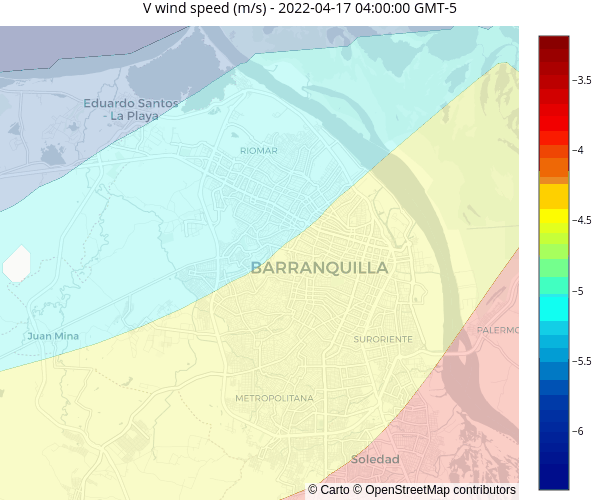 V wind speed (m/s) - 2022-04-17 04:00:00 GMT-5
Eduardo Santos
- La Playa
RIOMAR
BARRANQUILLA
Juan Mina
SURORIENTE
PALERMO
METROPOLITANA
Soledad
© Carto © OpenStreetMap contributors
−3.5
−4
−4.5
−5
−5.5
−6